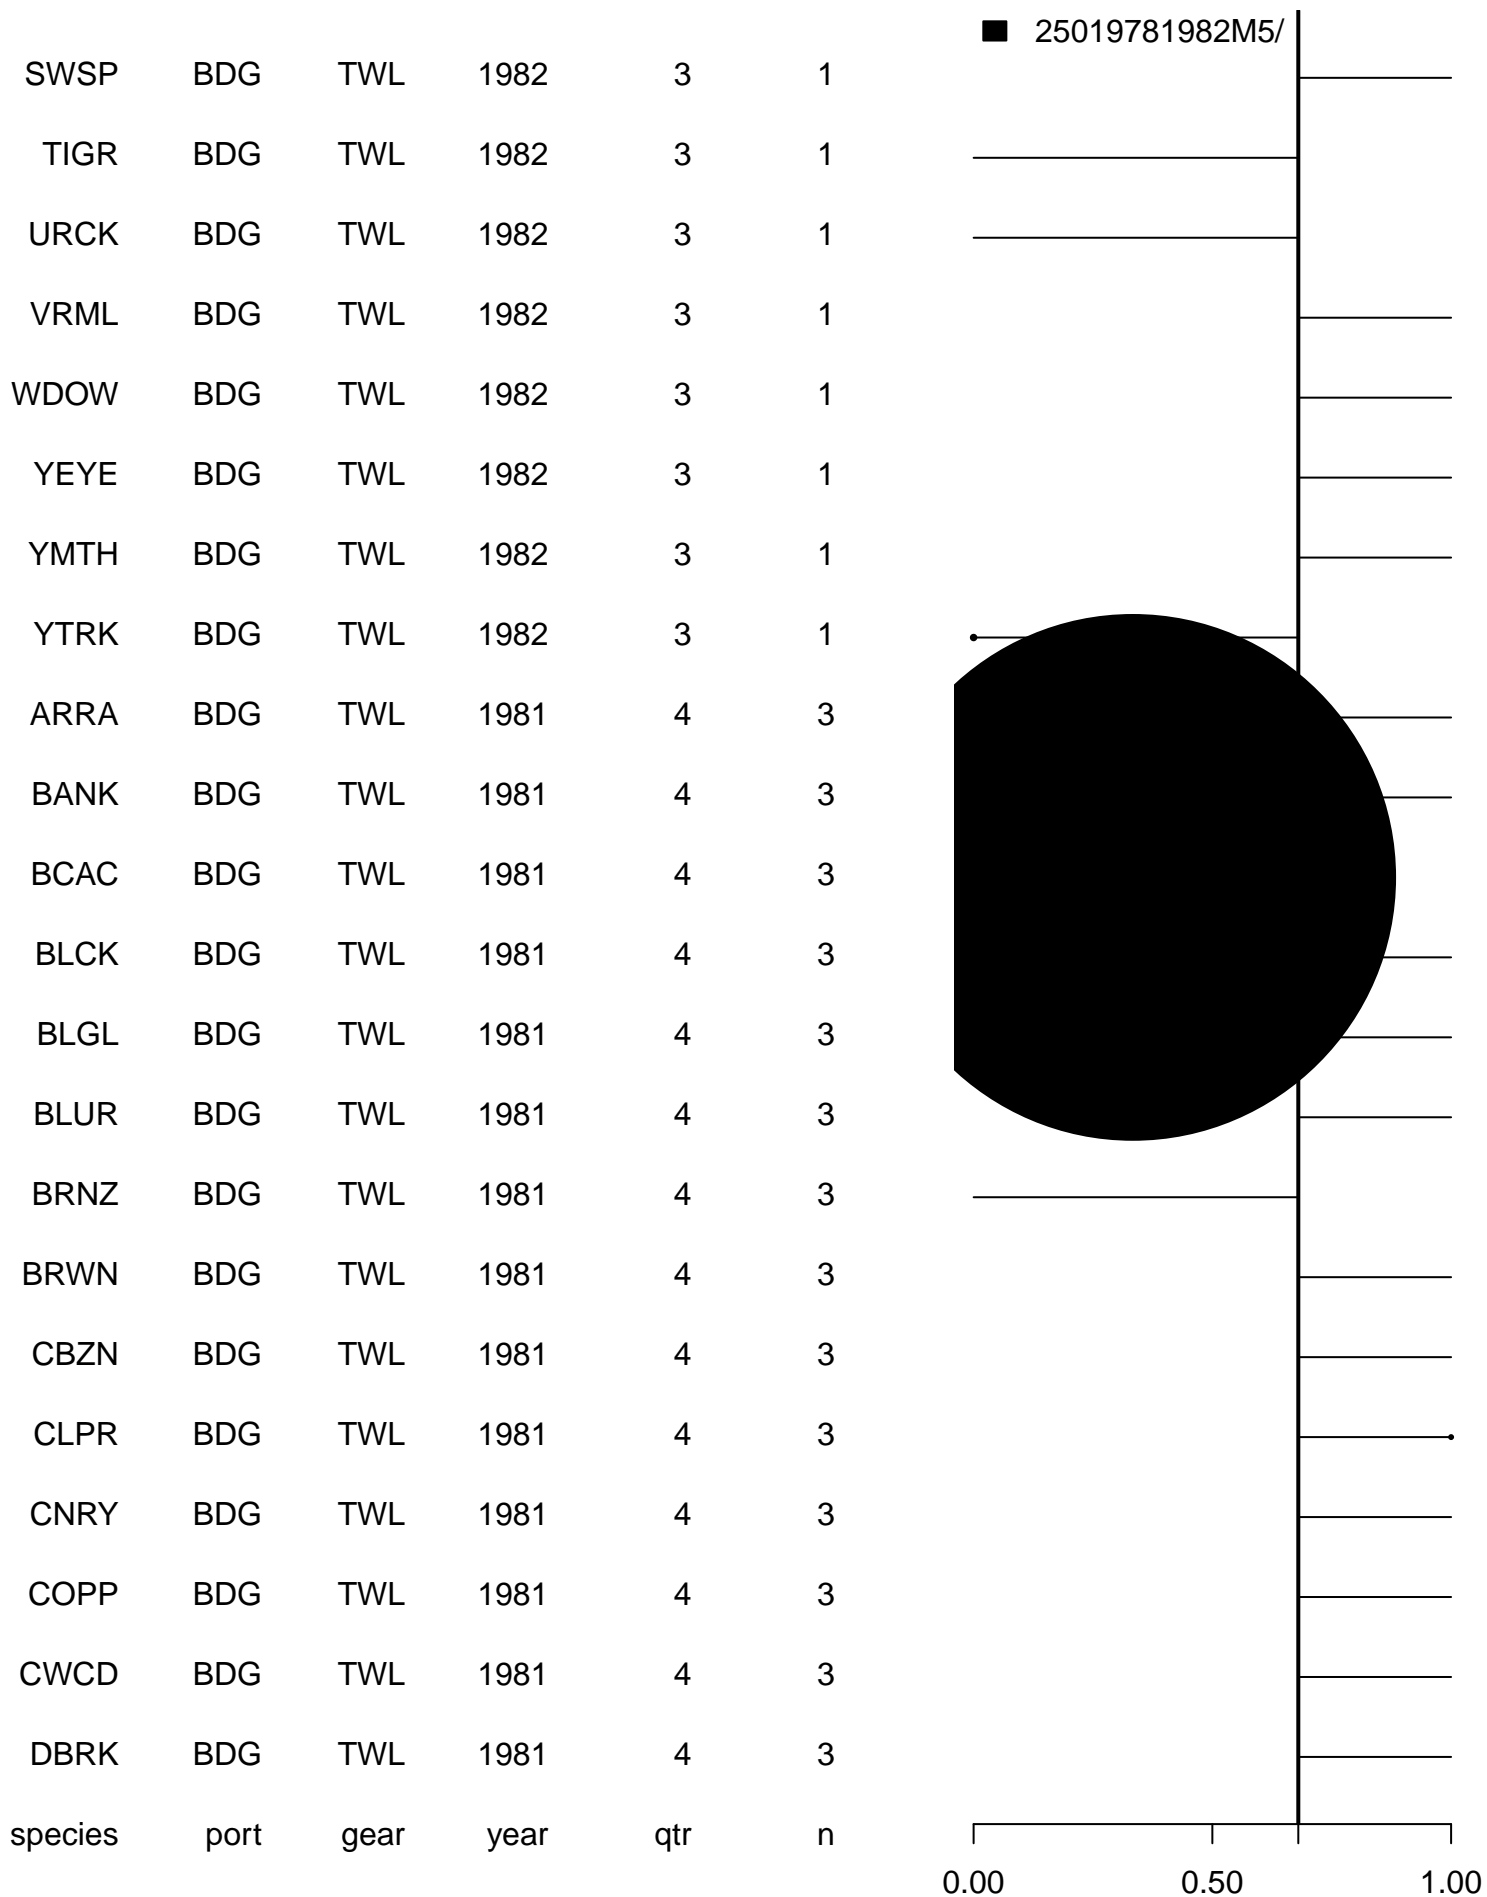 25019781982M5/
SWSP BDG TWL 1982 3 1
TIGR BDG TWL 1982 3 1
URCK BDG TWL 1982 3 1
VRML BDG TWL 1982 3 1
WDOW BDG TWL 1982 3 1
YEYE BDG TWL 1982 3 1
YMTH BDG TWL 1982 3 1
YTRK BDG TWL 1982 3 1
ARRA BDG TWL 1981 4 3
BANK BDG TWL 1981 4 3
BCAC BDG TWL 1981 4 3
BLCK BDG TWL 1981 4 3
BLGL BDG TWL 1981 4 3
BLUR BDG TWL 1981 4 3
BRNZ BDG TWL 1981 4 3
BRWN BDG TWL 1981 4 3
CBZN BDG TWL 1981 4 3
CLPR BDG TWL 1981 4 3
CNRY BDG TWL 1981 4 3
COPP BDG TWL 1981 4 3
CWCD BDG TWL 1981 4 3
DBRK BDG TWL 1981 4 3
species port gear year qtr n
0.00 0.50 1.00